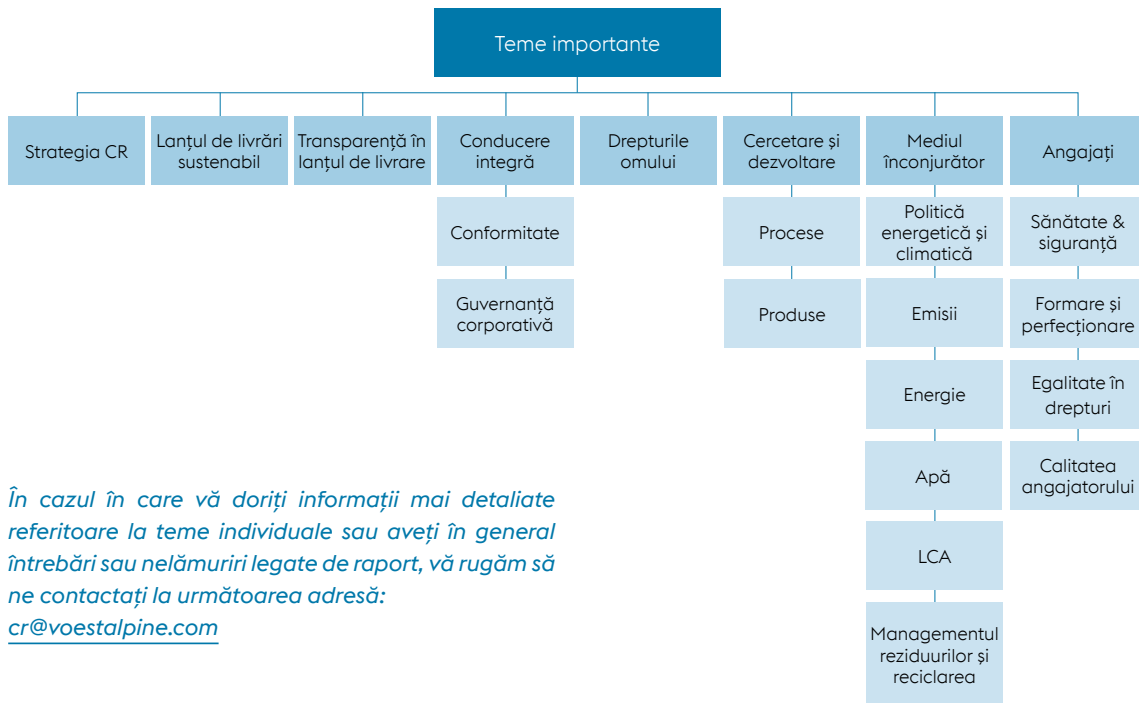 Teme importante
Strategia CR
Lanțul de livrări
sustenabil
Transparență în
lanțul de livrare
Conducere
integră
Drepturile
omului
Cercetare și
dezvoltare
Mediul
înconjurător
Angajați
Conformitate
Guvernanță
corporativă
Procese
Produse
Politică
energetică și
climatică
Emisii
Energie
Apă
LCA
Managementul
reziduurilor și
reciclarea
Sănătate &
siguranță
Formare și
perfecționare
Egalitate în
drepturi
Calitatea
angajatorului
În cazul în care vă doriți informații mai detaliate
referitoare la teme individuale sau aveți în general
întrebări sau nelămuriri legate de raport, vă rugăm să
ne contactați la următoarea adresă:
cr@voestalpine.com